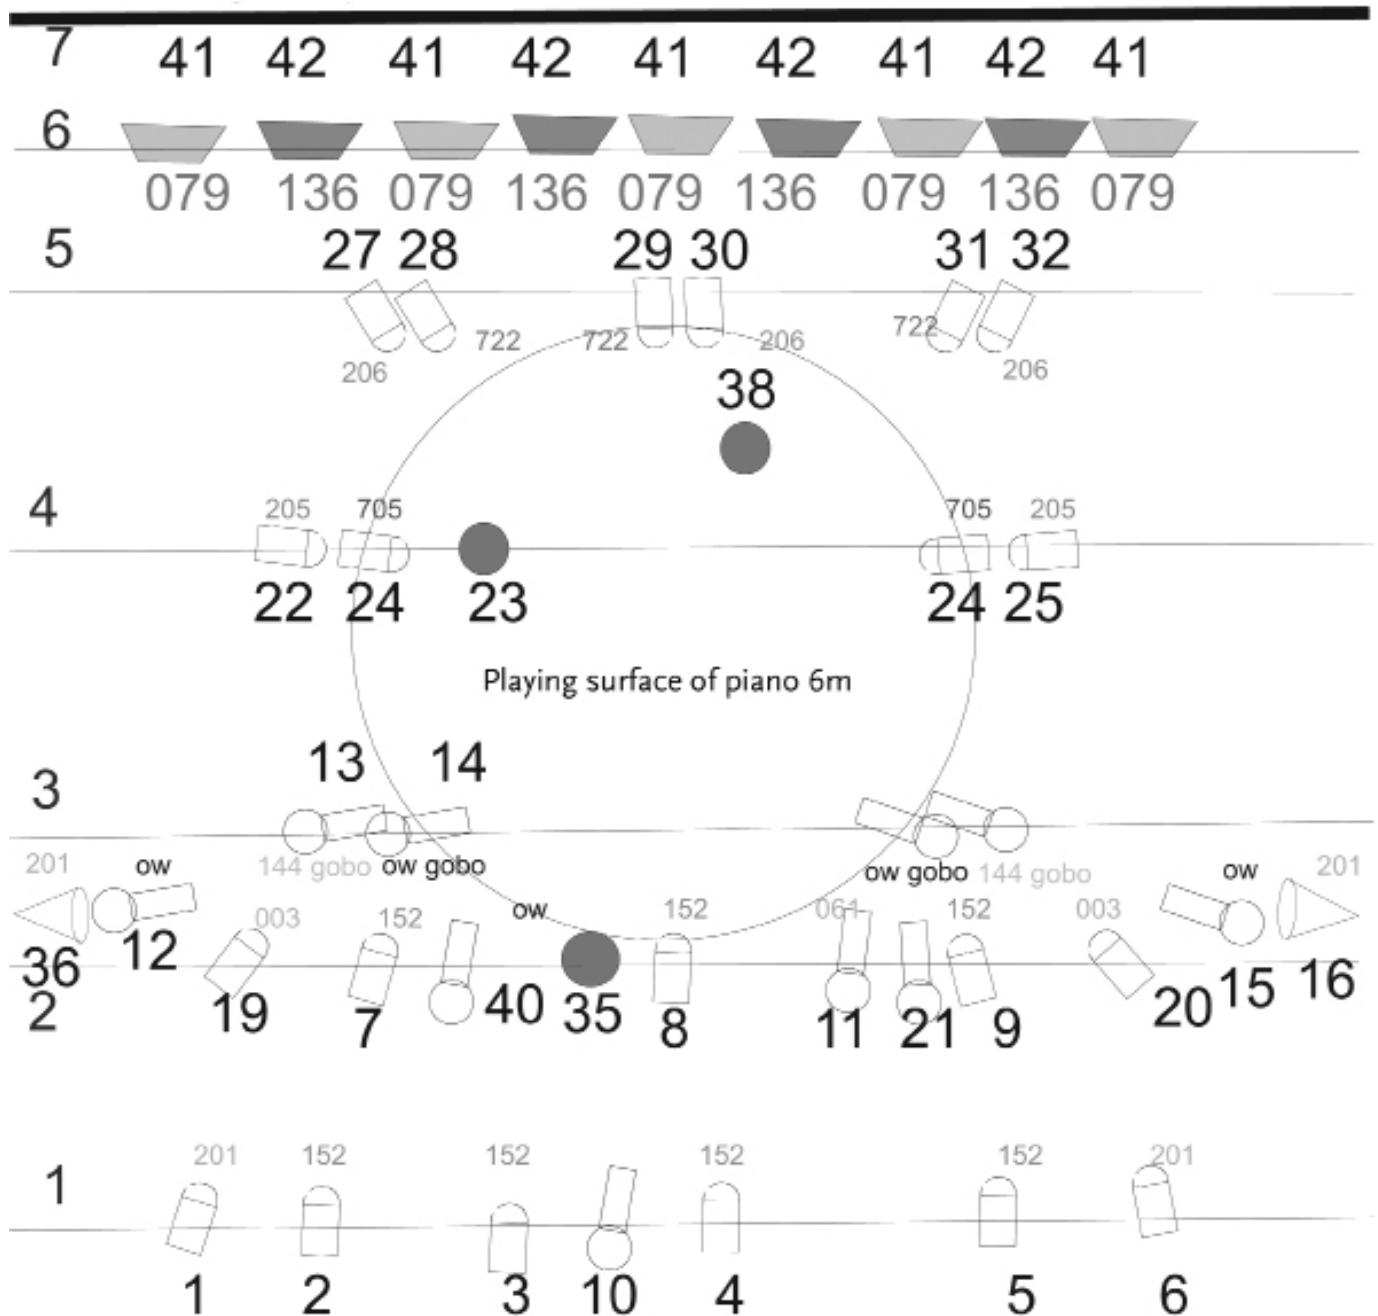 7 41 42 41 42 41 42 41 42 41
6
079 136 079 136 079 136 079 136 079
5 27 28 29 30 31 32
722
206 722 722 206 206
38
4 205 705 705 205
22 24 23 24 25
Playing surface of piano 6m
13 14
3
201 ow 144 gobo ow gobo ow gobo 144 gobo ow 201
003 152 ow 152 061 152 003
36 12 15 16
2 19 7 40 35 8 11 21 9 20
201 152 152 152 152 201
1
1 2 3 10 4 5 6